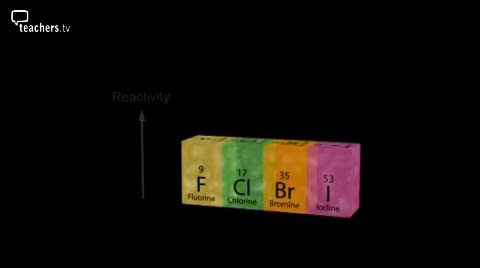 teachers.tv
Reactivity
9
F
Fluorine
17
Cl
Chlorine
35
Br
Bromine
53
I
Iodine